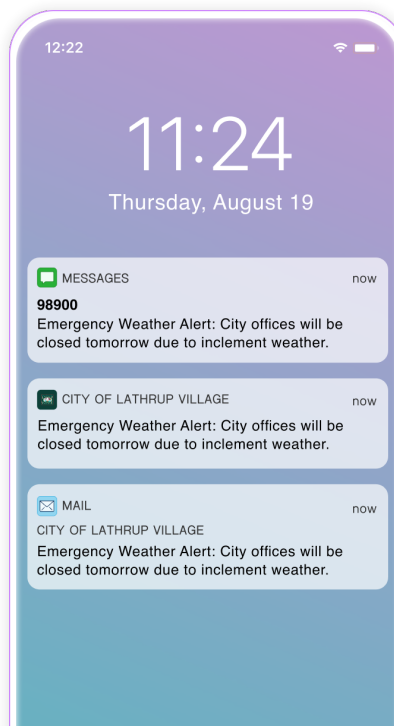 12:22
11:24
Thursday, August 19
MESSAGES now
98900
Emergency Weather Alert: City offices will be
closed tomorrow due to inclement weather.
CITY OF LATHRUP VILLAGE now
Emergency Weather Alert: City offices will be
closed tomorrow due to inclement weather.
MAIL now
CITY OF LATHRUP VILLAGE
Emergency Weather Alert: City offices will be
closed tomorrow due to inclement weather.